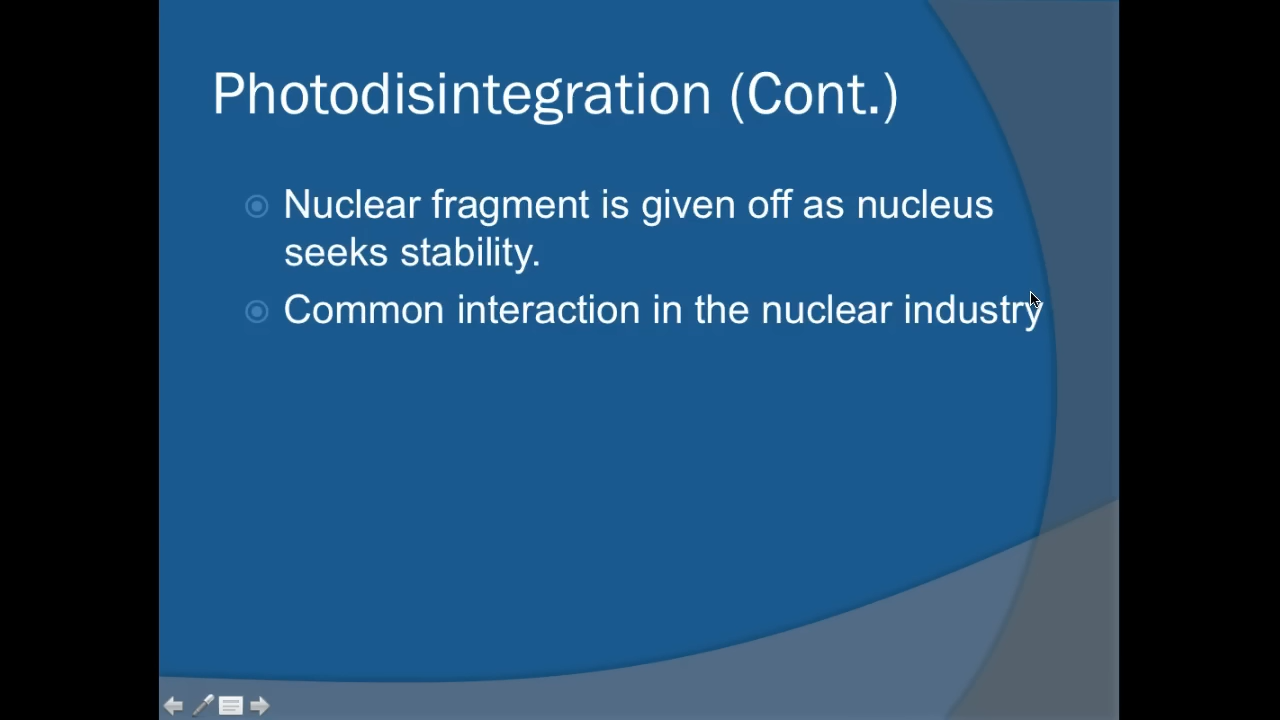 Photodisintegration (Cont.)
Nuclear fragment is given off as nucleus
seeks stability.
Common interaction in the nuclear industry